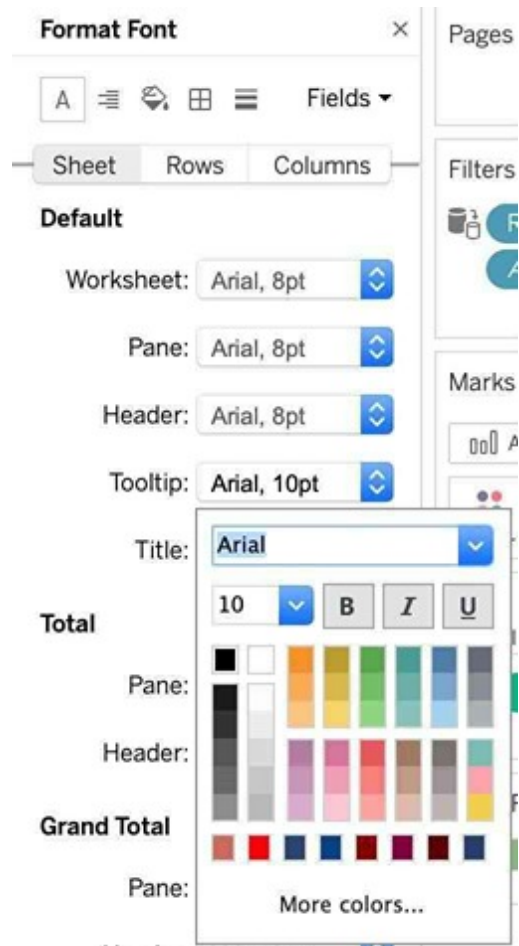 Format Font ×
Pages
A Fields
Sheet Rows Columns
Filters
Default
R
Worksheet: Arial, 8pt
A
Pane: Arial, 8pt
Marks
Header: Arial, 8pt
A
Tooltip: Arial, 10pt
Title: Arial
10 B I U
Total
Pane:
Header:
Grand Total
Pane:
More colors...